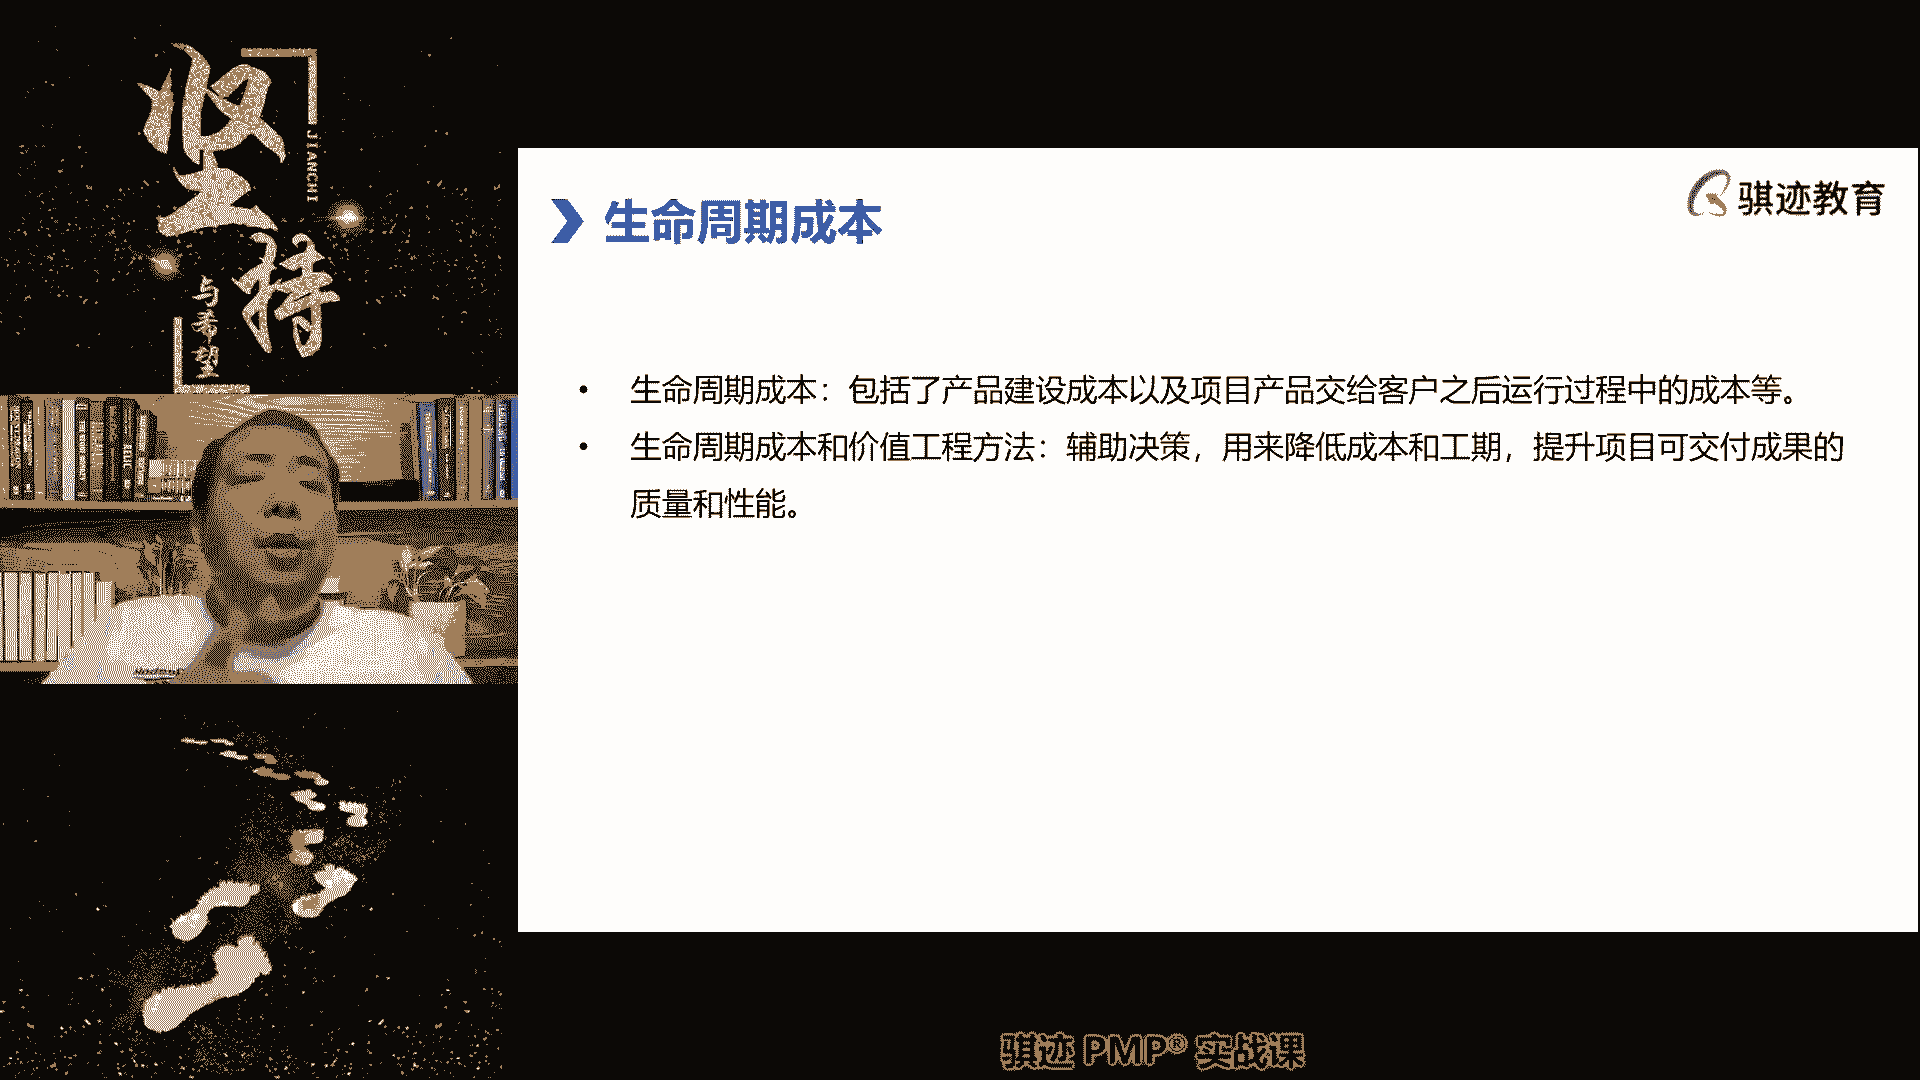 坚持
JIANCHI
与希望
骐迹教育
生命周期成本
• 生命周期成本：包括了产品建设成本以及项目产品交给客户之后运行过程中的成本等。
• 生命周期成本和价值工程方法：辅助决策，用来降低成本和工期，提升项目可交付成果的
质量和性能。
骐迹 PMP® 实战课